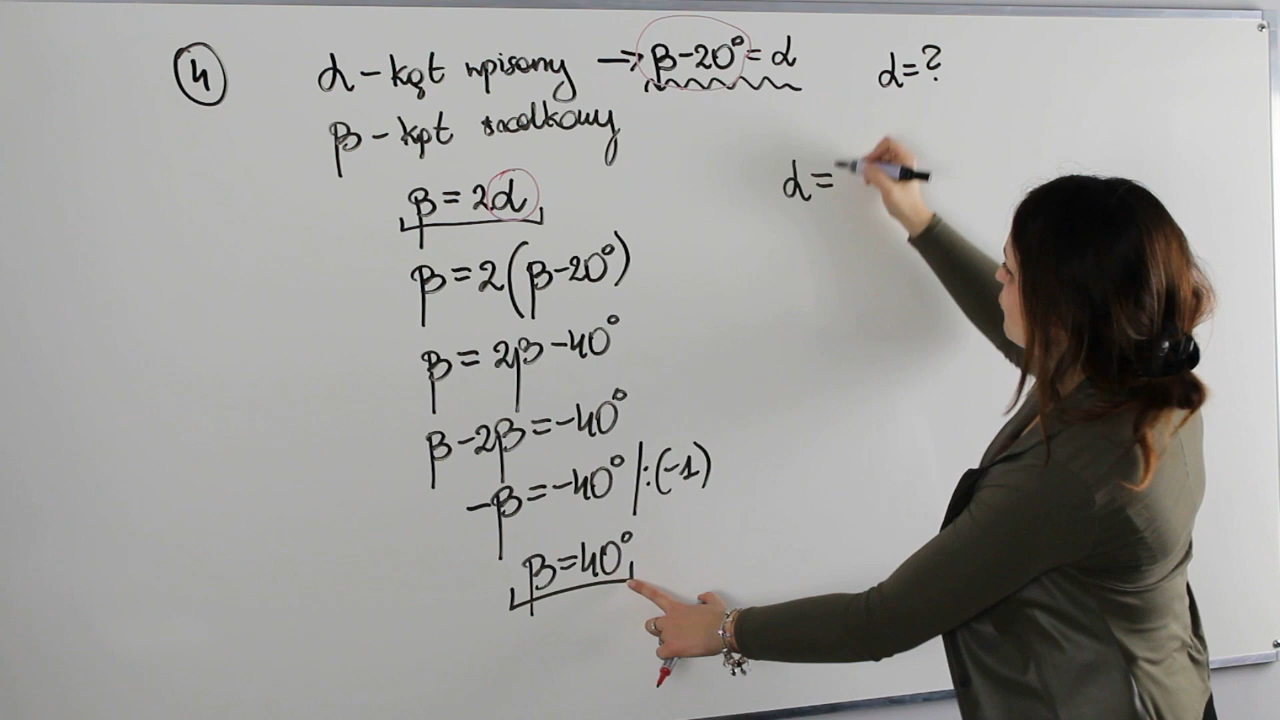 4
α – kąt wpisany → β-20° = α
α = ?
β – kąt środkowy
β = 2α
α =
β = 2(β-20°)
β = 2β-40°
β-2β = -40°
-β = -40° /:(-1)
β = 40°